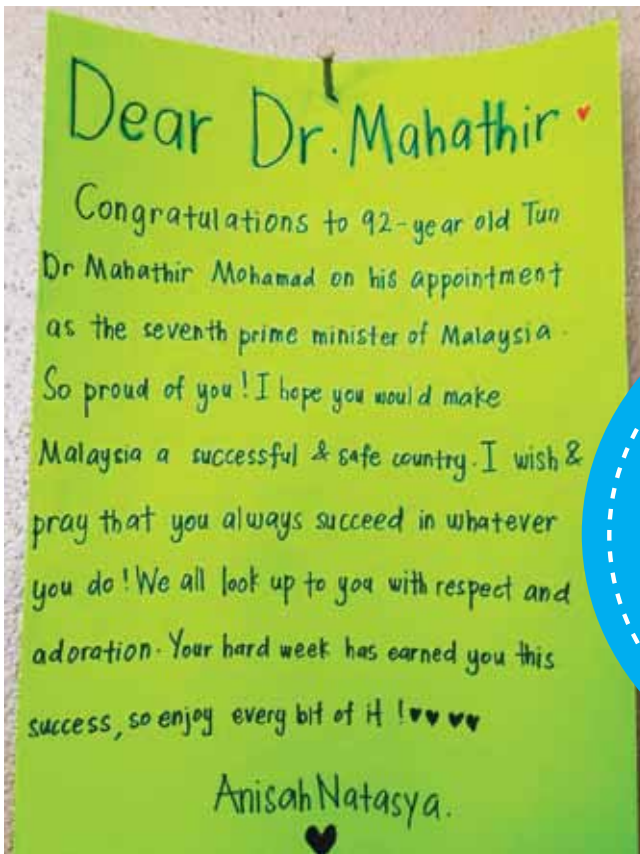 Dear Dr. Mahathir
Congratulations to 92-year old Tun
Dr Mahathir Mohamad on his appointment
as the seventh prime minister of Malaysia.
So proud of you! I hope you would make
Malaysia a successful & safe country. I wish &
pray that you always succeed in whatever
you do! We all look up to you with respect and
adoration. Your hard week has earned you this
success, so enjoy every bit of it! ♥♥♥♥
Anisah Natasya.